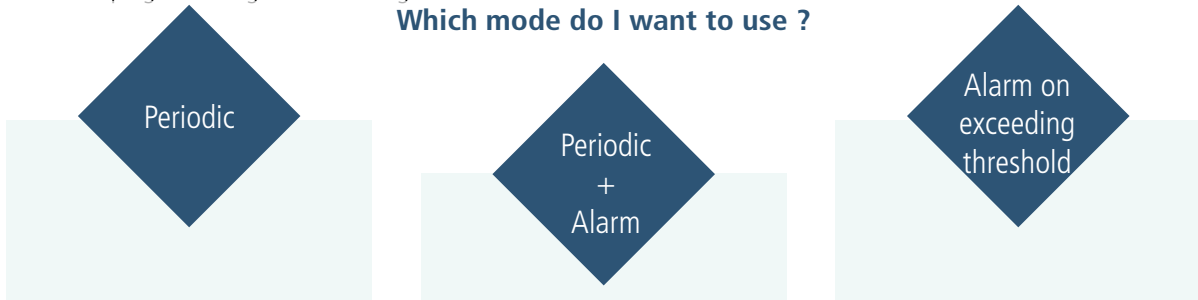 Which mode do I want to use ?
Periodic
Periodic
+
Alarm
Alarm on
exceeding
threshold